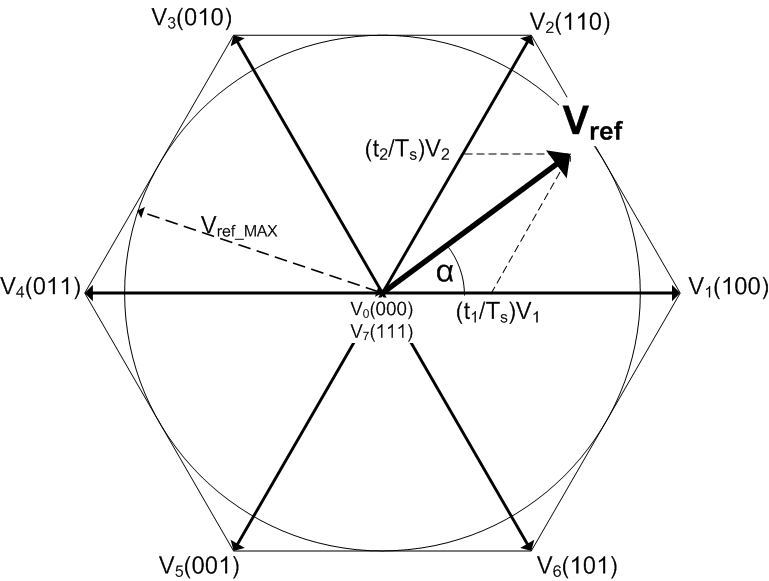 V3(010)
V2(110)
Vref
(t2/Ts)V2
Vref_MAX
α
V4(011)
V1(100)
V0(000)
(t1/Ts)V1
V7(111)
V5(001)
V6(101)